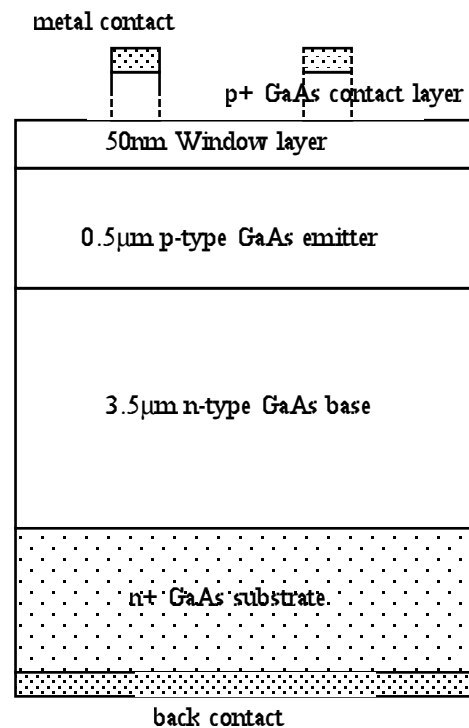 metal contact
p+ GaAs contact layer
50nm Window layer
0.5μm p-type GaAs emitter
3.5μm n-type GaAs base
n+ GaAs substrate
back contact